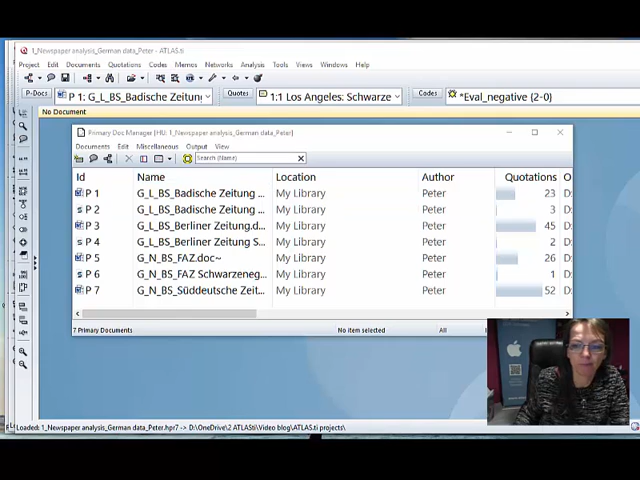 1_Newspaper analysis_German data_Peter - ATLAS.ti
Project Edit Documents Quotations Codes Memos Networks Analysis Tools Views Windows Help
P-Docs P 1: G_L_BS_Badische Zeitung Quotes 1:1 Los Angeles: Schwarze Codes *Eval_negative {2-0}
No Document
Primary Doc Manager [HU: 1_Newspaper analysis_German data_Peter]
Documents Edit Miscellaneous Output View
Search (Name)
Id Name Location Author Quotations O
P 1 G_L_BS_Badische Zeitung ... My Library Peter 23 D:
P 2 G_L_BS_Badische Zeitung ... My Library Peter 3 D:
P 3 G_L_BS_Berliner Zeitung.d... My Library Peter 45 D:
P 4 G_L_BS_Berliner Zeitung S... My Library Peter 2 D:
P 5 G_N_BS_FAZ.doc~ My Library Peter 26 D:
P 6 G_N_BS_FAZ Schwarzeneg... My Library Peter 1 D:
P 7 G_N_BS_Süddeutsche Zeit... My Library Peter 52 D:
7 Primary Documents No item selected All
Loaded: 1_Newspaper analysis_German data_Peter.hpr7 -> D:\OneDrive\2 ATLASti\Video blog\ATLAS.ti projects\